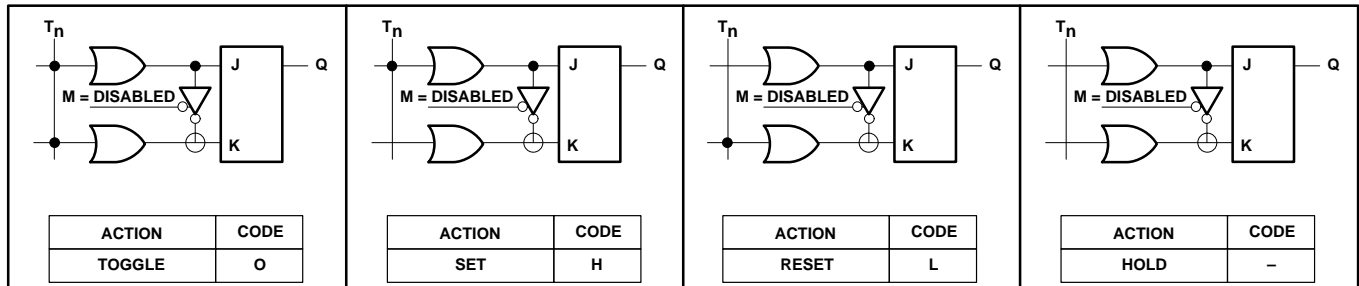 Tn
J
Q
M = DISABLED
K
ACTION CODE
TOGGLE O
Tn
J
Q
M = DISABLED
K
ACTION CODE
SET H
Tn
J
Q
M = DISABLED
K
ACTION CODE
RESET L
Tn
J
Q
M = DISABLED
K
ACTION CODE
HOLD –